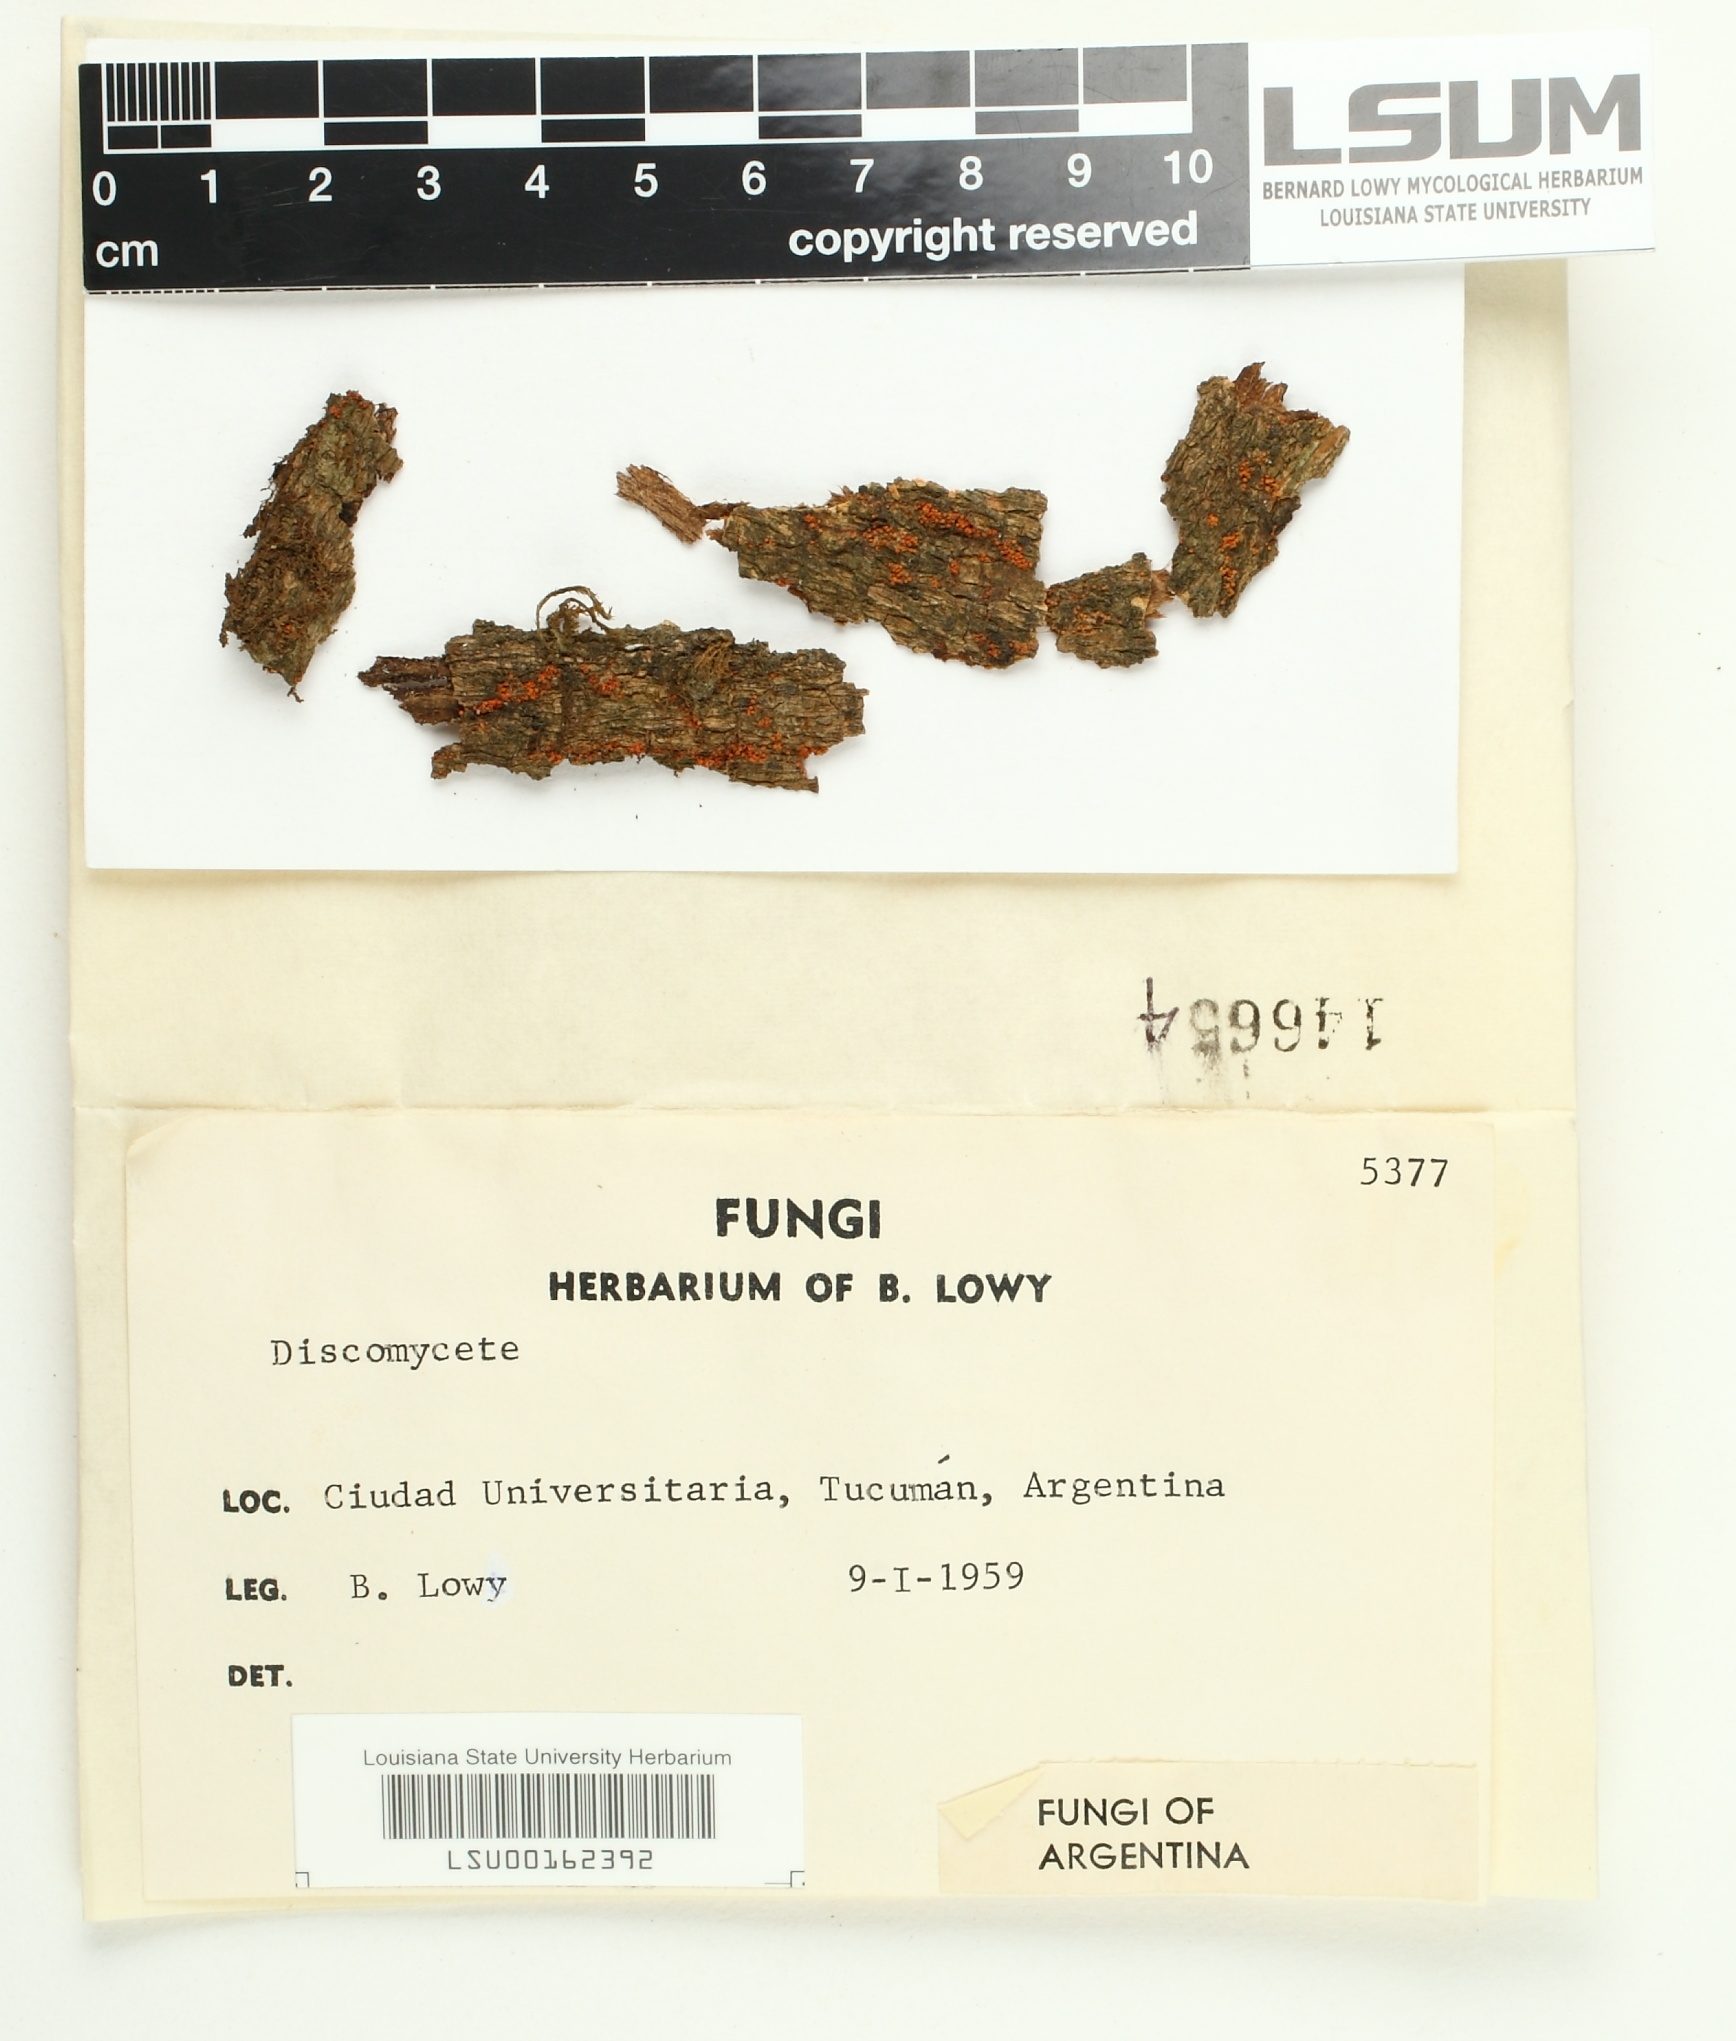 0 1 2 3 4 5 6 7 8 9 10
cm
copyright reserved
LSUM
BERNARD LOWY MYCOLOGICAL HERBARIUM
LOUISIANA STATE UNIVERSITY
146654
5377
FUNGI
HERBARIUM OF B. LOWY
Discomycete
LOC. Ciudad Universitaria, Tucumán, Argentina
LEG. B. Lowy 9-I-1959
DET.
Louisiana State University Herbarium
LSU00162392
FUNGI OF
ARGENTINA